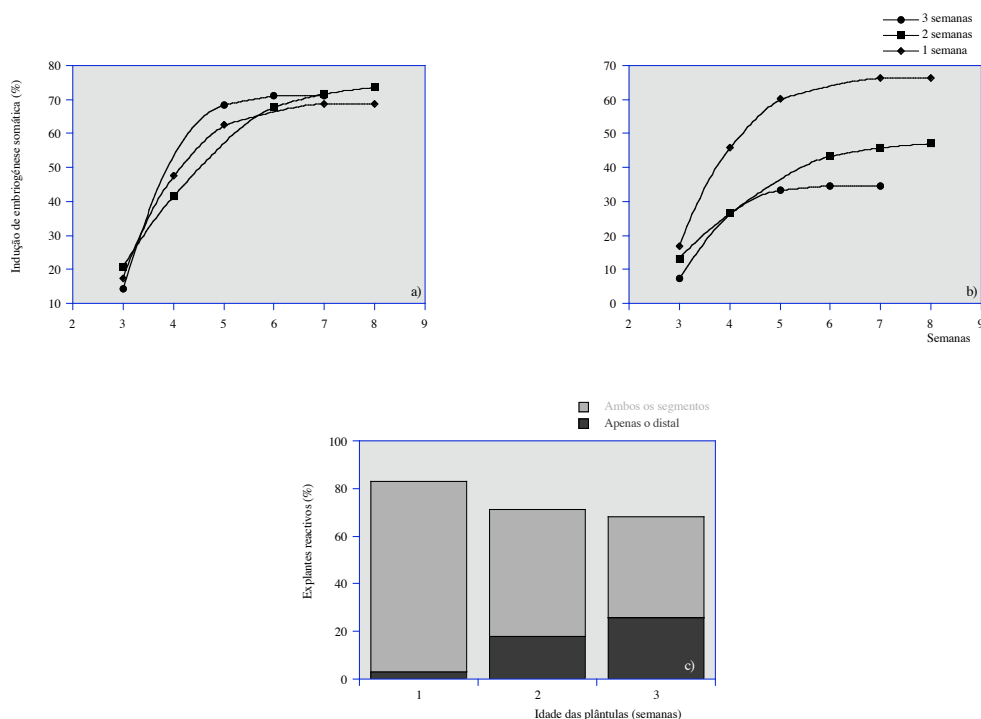 3 semanas
2 semanas
1 semana
Indução de embriogénese somática (%)
80
70
60
50
40
30
20
10
2 3 4 5 6 7 8 9
a)
70
60
50
40
30
20
10
0
2 3 4 5 6 7 8 9
b)
Semanas
Ambos os segmentos
Apenas o distal
Explantes reactivos (%)
100
80
60
40
20
0
c)
1 2 3
Idade das plântulas (semanas)